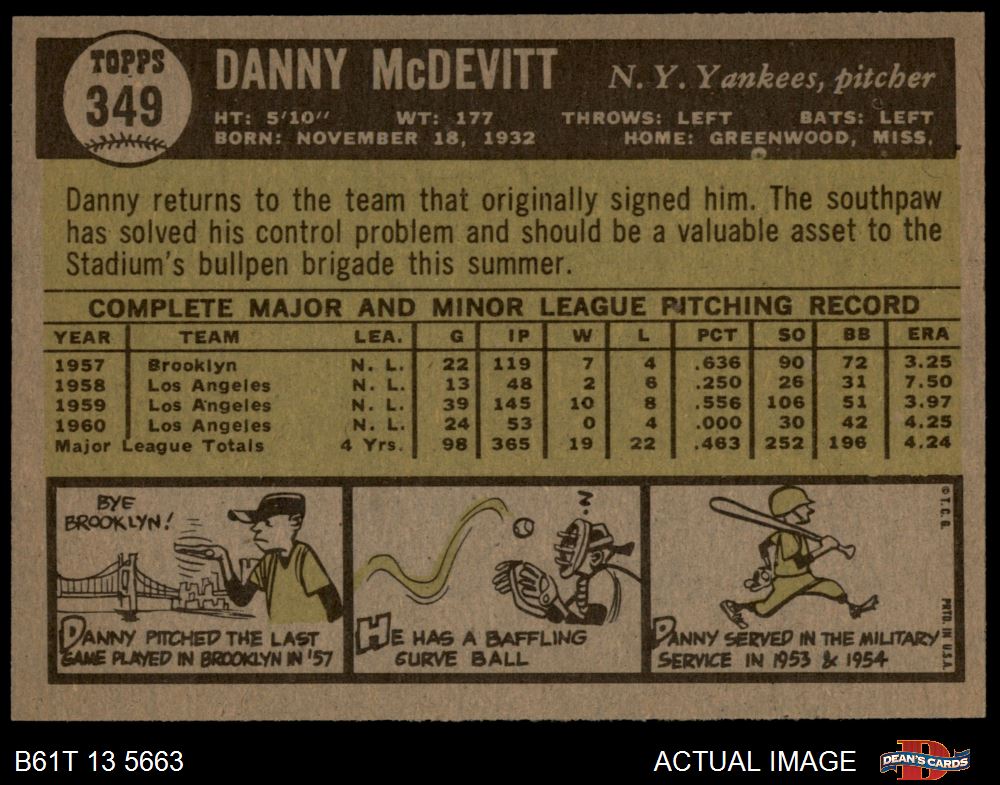 TOPPS
349
DANNY McDEVITT
N. Y. Yankees, pitcher
HT: 5'10" WT: 177 THROWS: LEFT BATS: LEFT
BORN: NOVEMBER 18, 1932 HOME: GREENWOOD, MISS.
Danny returns to the team that originally signed him. The southpaw
has solved his control problem and should be a valuable asset to the
Stadium's bullpen brigade this summer.
COMPLETE MAJOR AND MINOR LEAGUE PITCHING RECORD
YEAR TEAM LEA. G IP W L PCT SO BB ERA
1957 Brooklyn N. L. 22 119 7 4 .636 90 72 3.25
1958 Los Angeles N. L. 13 48 2 6 .250 26 31 7.50
1959 Los Angeles N. L. 39 145 10 8 .556 106 51 3.97
1960 Los Angeles N. L. 24 53 0 4 .000 30 42 4.25
Major League Totals 4 Yrs. 98 365 19 22 .463 252 196 4.24
BYE
BROOKLYN!
DANNY PITCHED THE LAST
GAME PLAYED IN BROOKLYN IN '57
HE HAS A BAFFLING
CURVE BALL
DANNY SERVED IN THE MILITARY
SERVICE IN 1953 & 1954
© T. C. G.
PRTD. IN U.S.A.
B61T 13 5663
ACTUAL IMAGE
D
DEAN'S CARDS